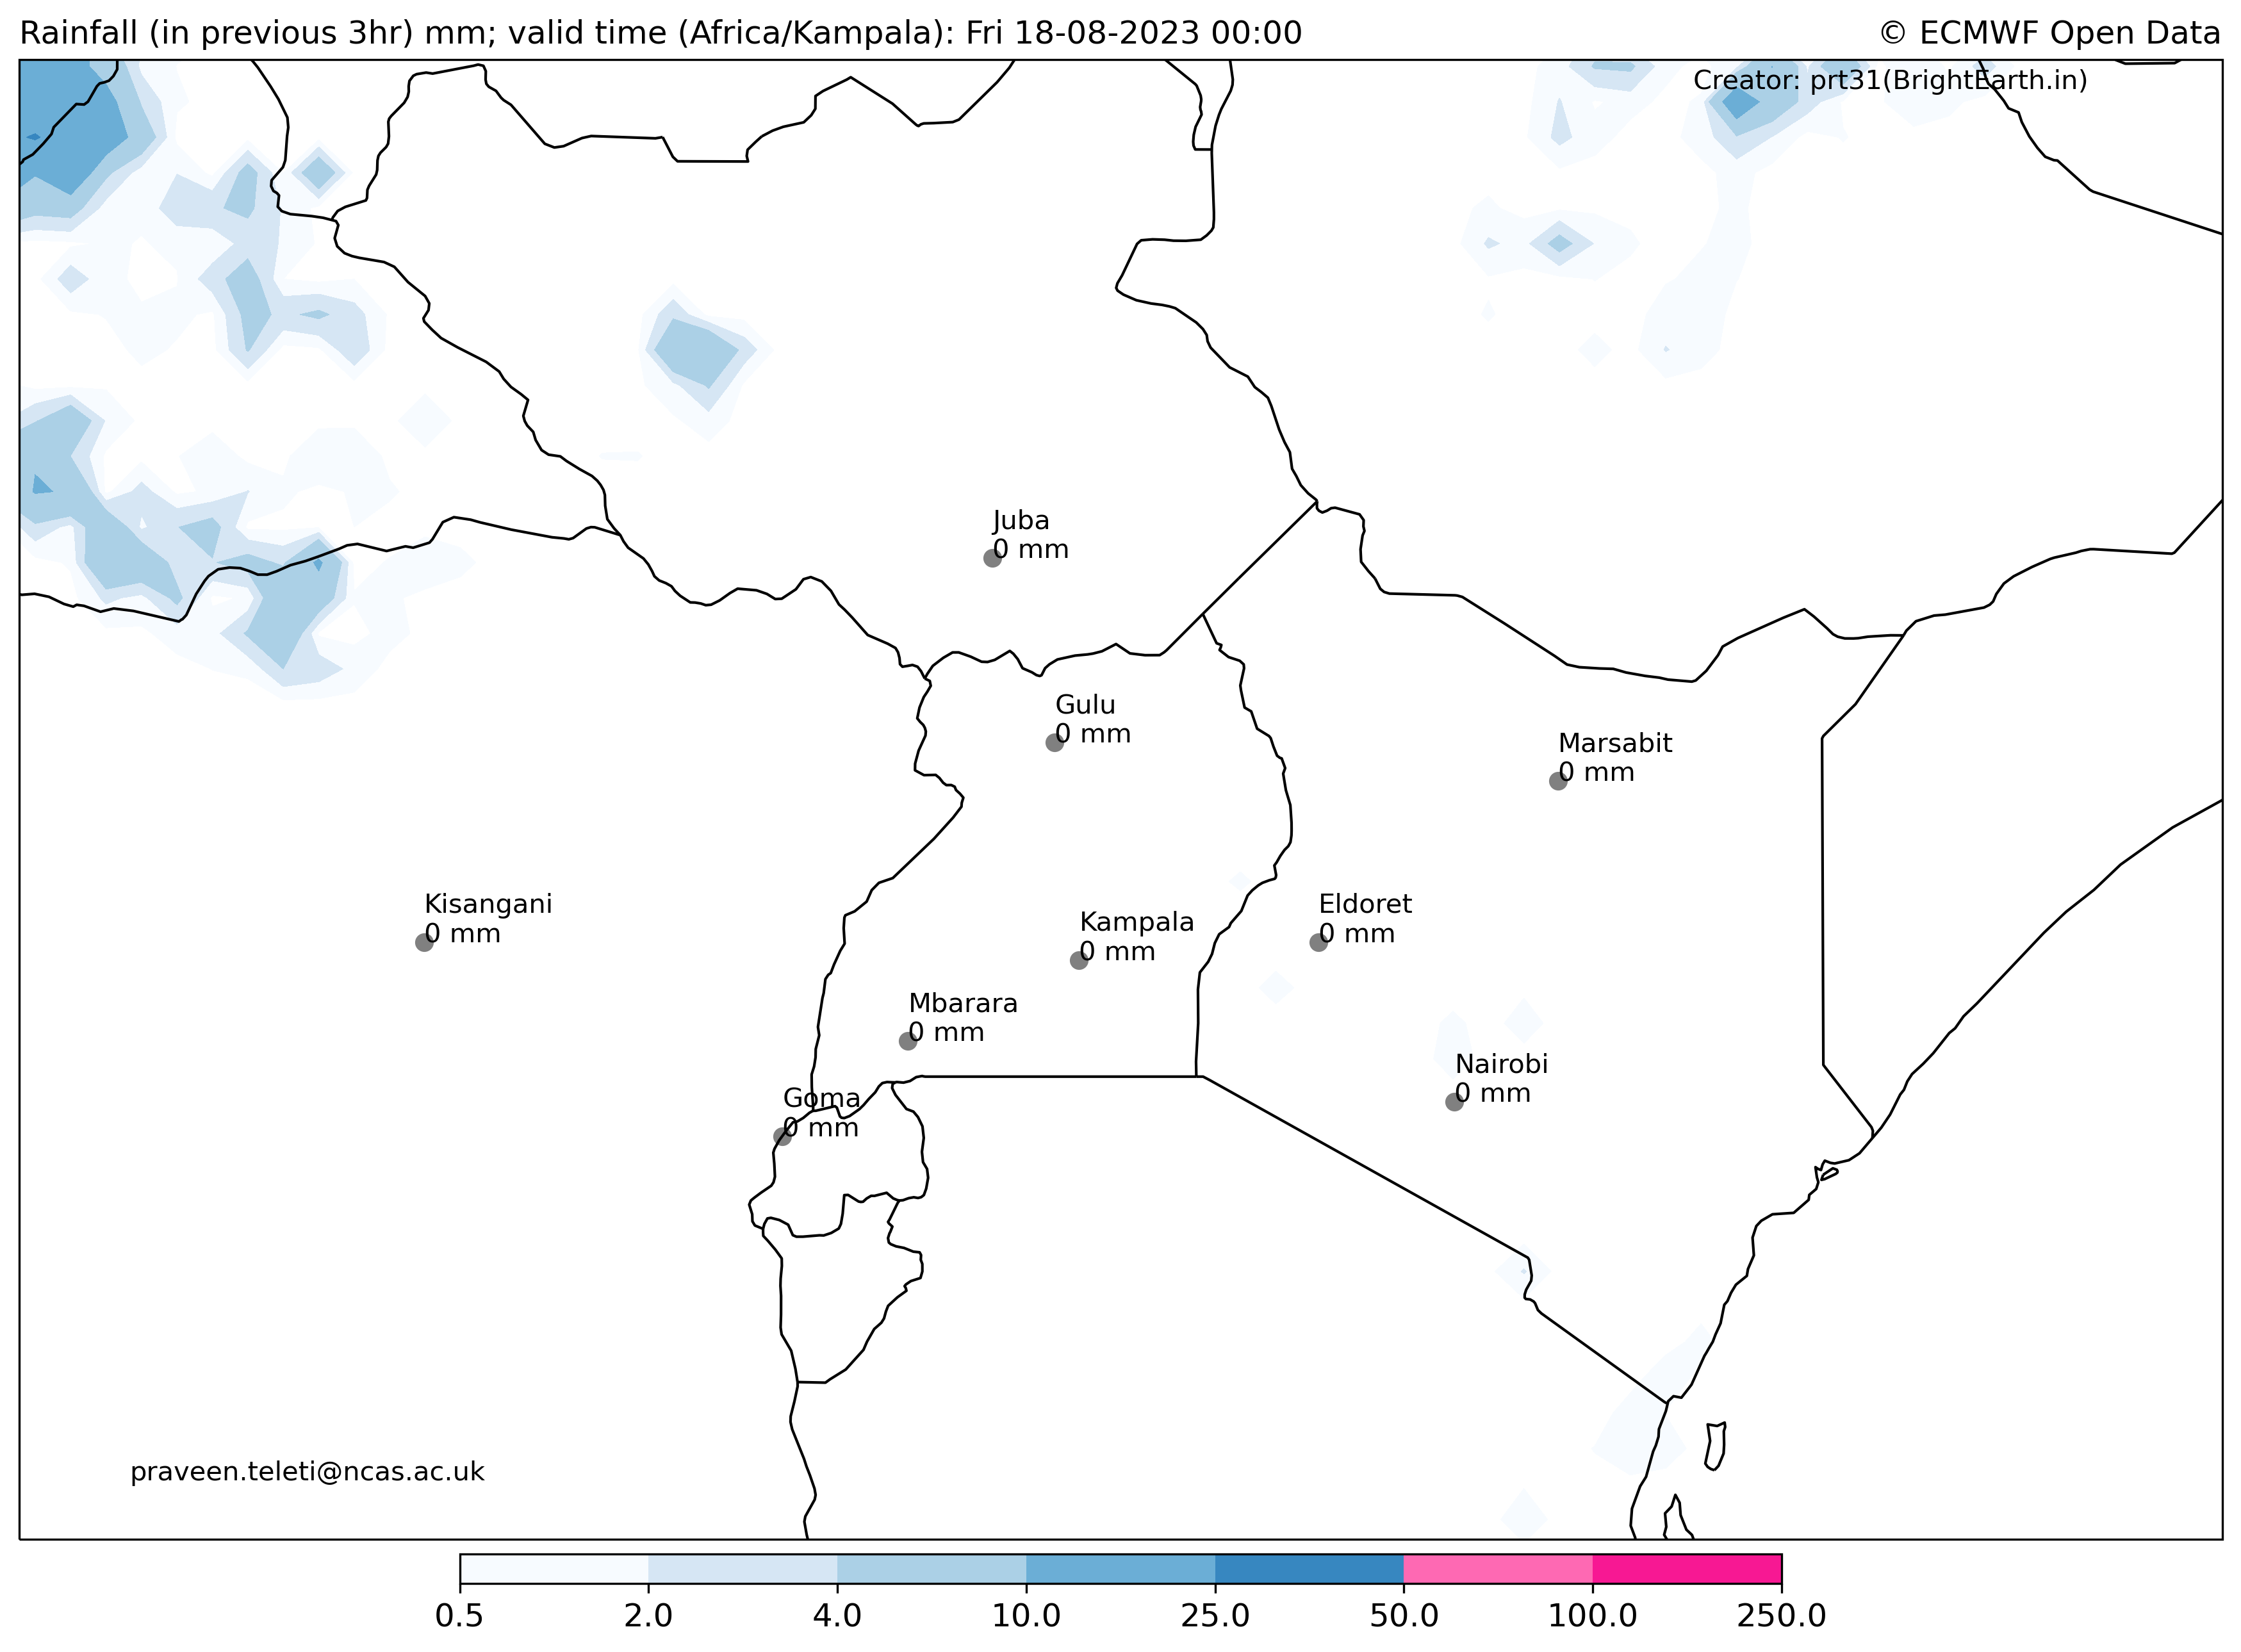 Rainfall (in previous 3hr) mm; valid time (Africa/Kampala): Fri 18-08-2023 00:00
© ECMWF Open Data
Creator: prt31(BrightEarth.in)
Juba
0 mm
Gulu
0 mm
Marsabit
0 mm
Kisangani
0 mm
Eldoret
0 mm
Kampala
0 mm
Mbarara
0 mm
Nairobi
0 mm
Goma
0 mm
praveen.teleti@ncas.ac.uk
0.5 2.0 4.0 10.0 25.0 50.0 100.0 250.0